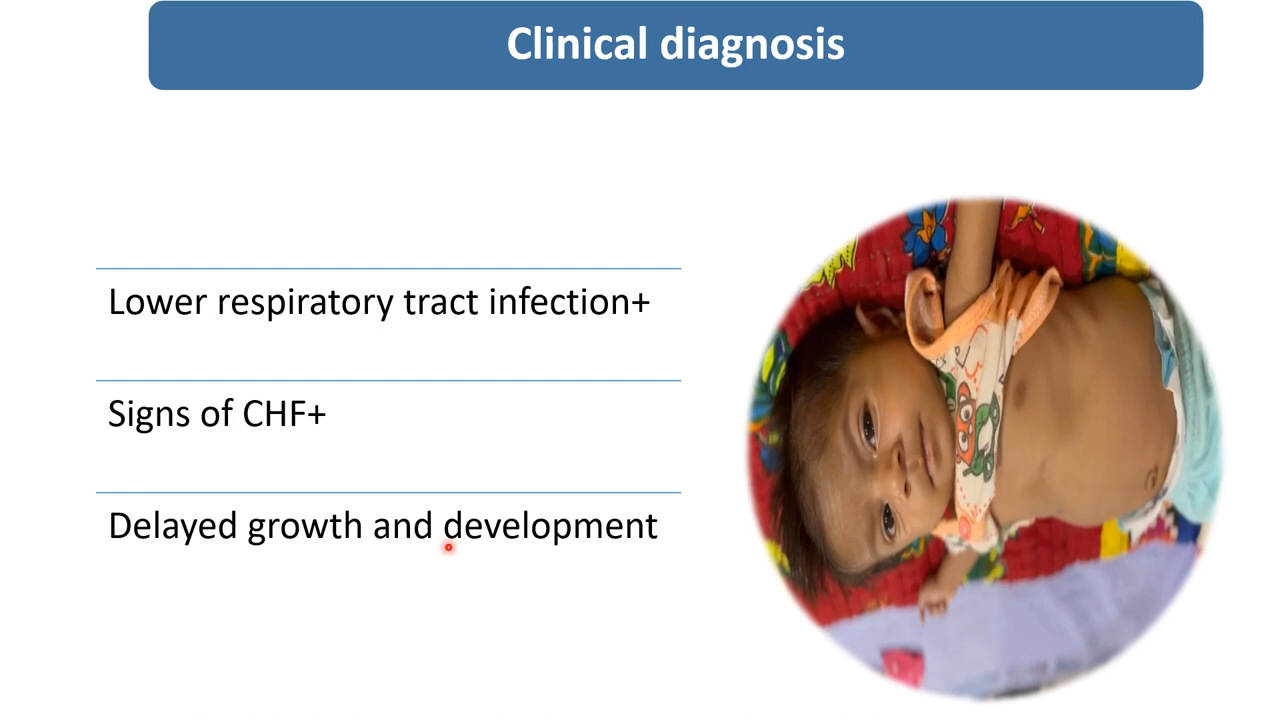 Clinical diagnosis
Lower respiratory tract infection+
Signs of CHF+
Delayed growth and development